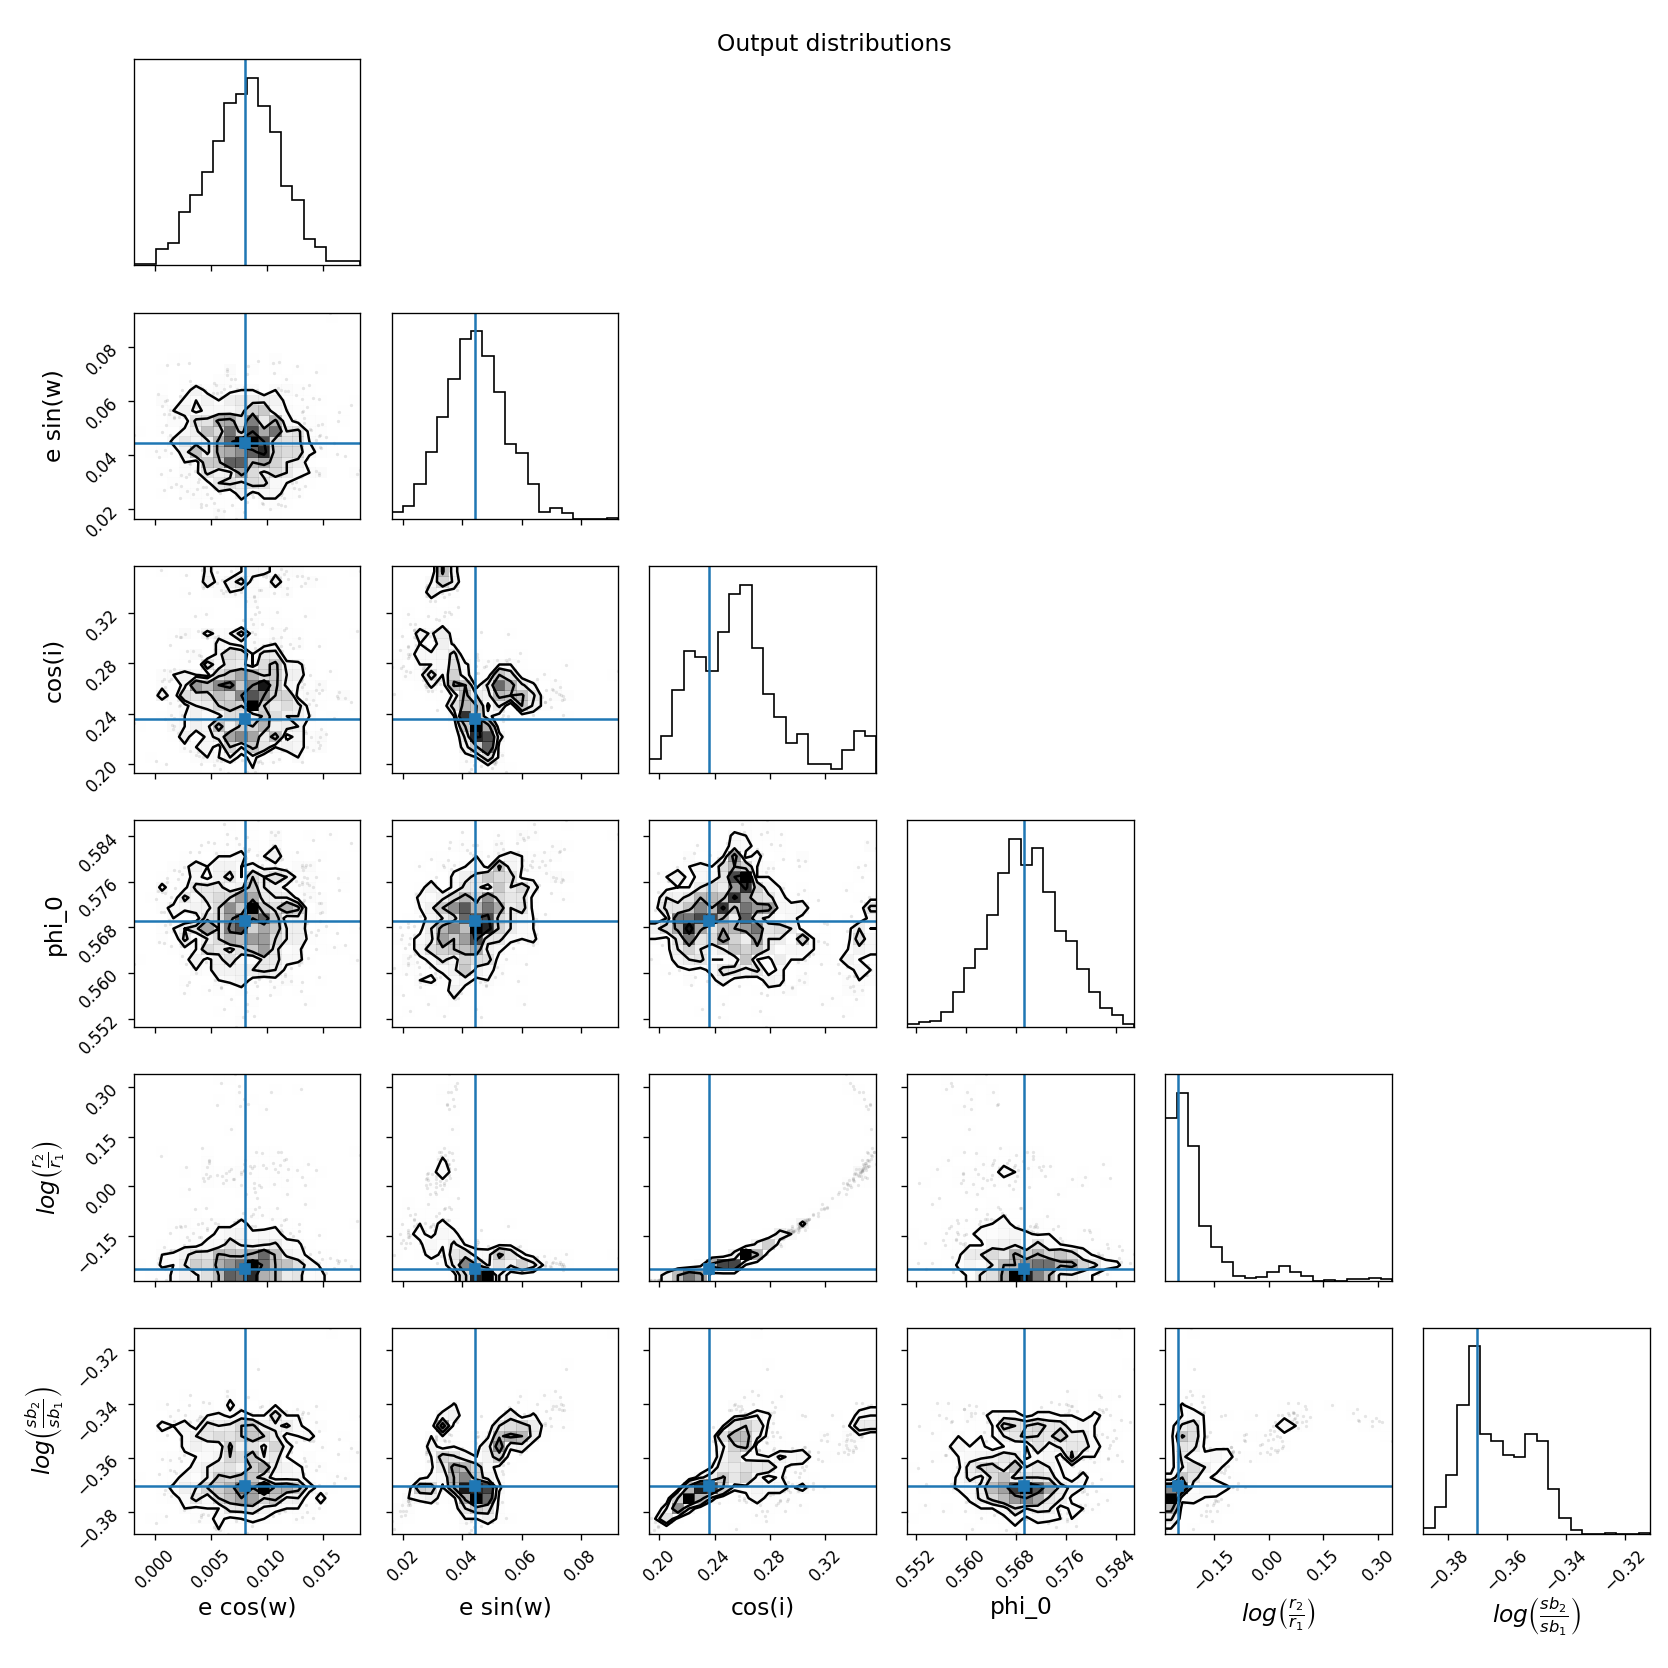 Output distributions
e sin(w)
0.08
0.06
0.04
0.02
cos(i)
0.32
0.28
0.24
0.20
phi_0
0.584
0.576
0.568
0.560
0.552
log(r₂/r₁)
0.30
0.15
0.00
−0.15
log(sb₂/sb₁)
−0.32
−0.34
−0.36
−0.38
0.000 0.005 0.010 0.015
0.02 0.04 0.06 0.08
0.20 0.24 0.28 0.32
0.552 0.560 0.568 0.576 0.584
−0.15 0.00 0.15 0.30
−0.38 −0.36 −0.34 −0.32
e cos(w)
e sin(w)
cos(i)
phi_0
log(r₂/r₁)
log(sb₂/sb₁)